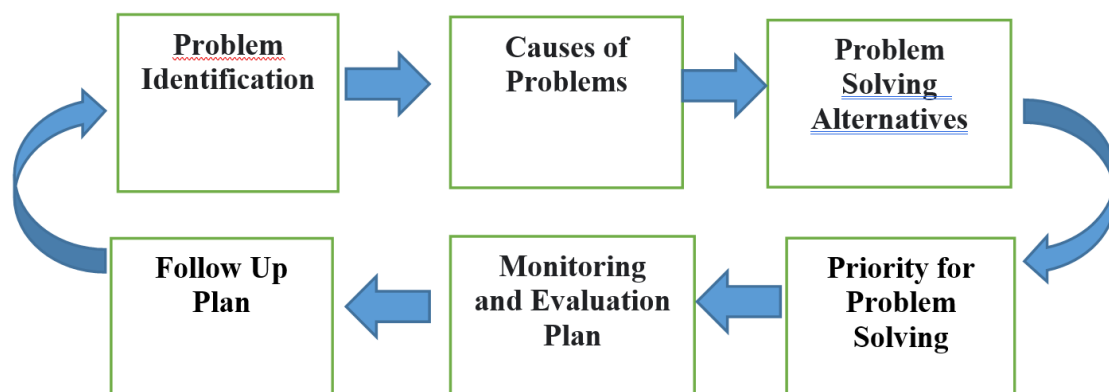 Problem
Identification
Causes of
Problems
Problem
Solving
Alternatives
Follow Up
Plan
Monitoring
and Evaluation
Plan
Priority for
Problem
Solving